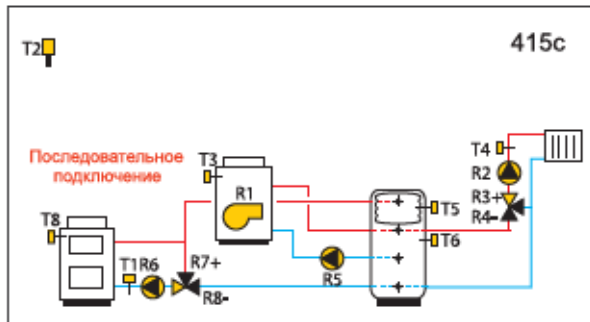 415c
T2
Последовательное
подключение
T3
R1
T4
R2
R3+
R4-
T5
T6
T8
T1 R6
R7+
R8-
R5